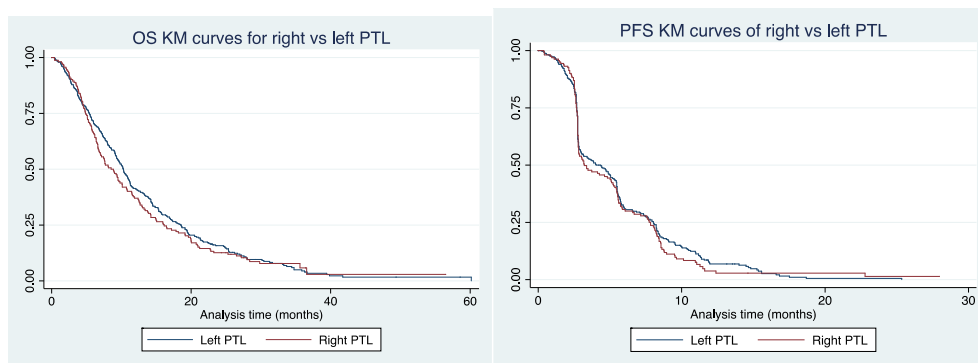 OS KM curves for right vs left PTL
1.00
0.75
0.50
0.25
0.00
0 20 40 60
Analysis time (months)
Left PTL Right PTL
PFS KM curves of right vs left PTL
1.00
0.75
0.50
0.25
0.00
0 10 20 30
Analysis time (months)
Left PTL Right PTL